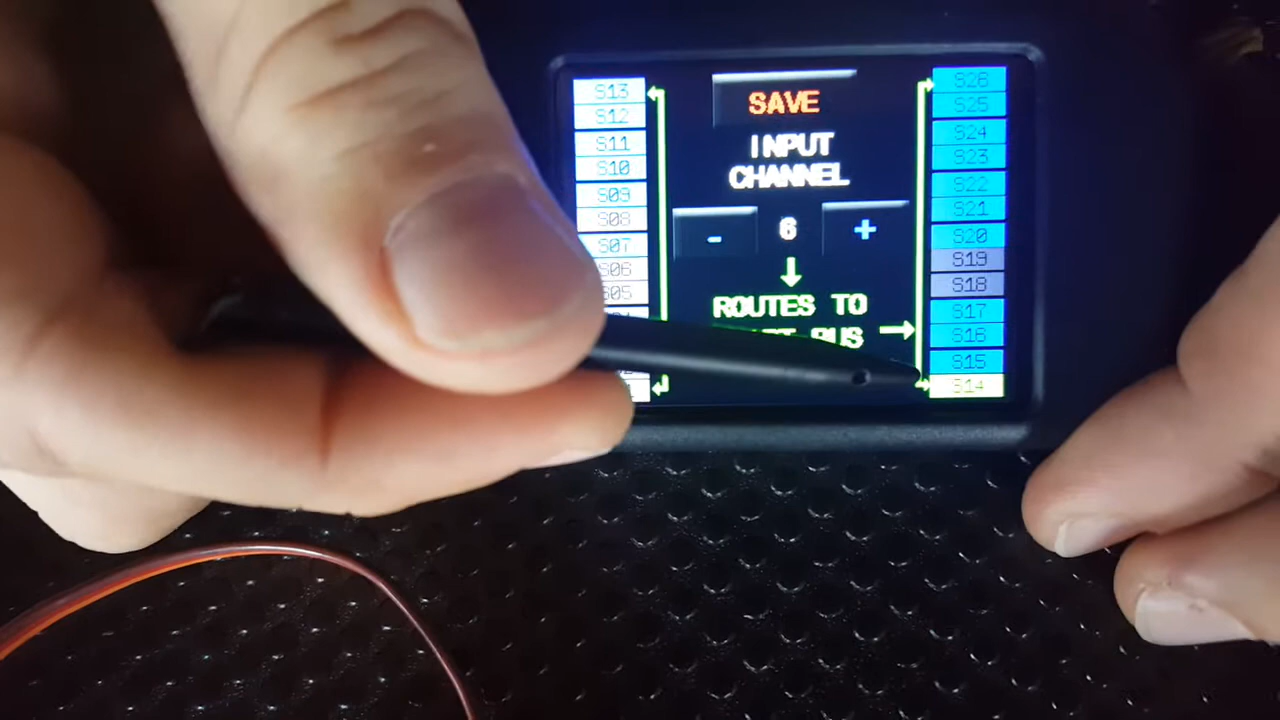 S13
S12
S11
S10
S09
S08
S07
S06
S05
SAVE
INPUT
CHANNEL
- 6 +
ROUTES TO
BUS
S26
S25
S24
S23
S22
S21
S20
S19
S18
S17
S16
S15
S14